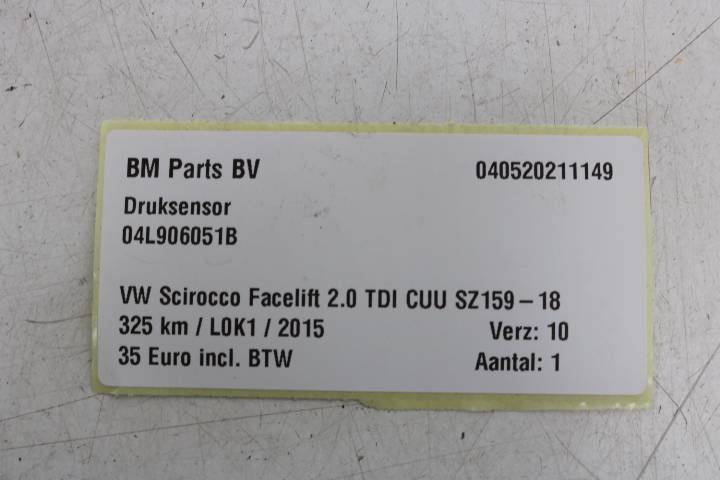 BM Parts BV 040520211149
Druksensor
04L906051B
VW Scirocco Facelift 2.0 TDI CUU SZ159-18
325 km / L0K1 / 2015 Verz: 10
35 Euro incl. BTW Aantal: 1